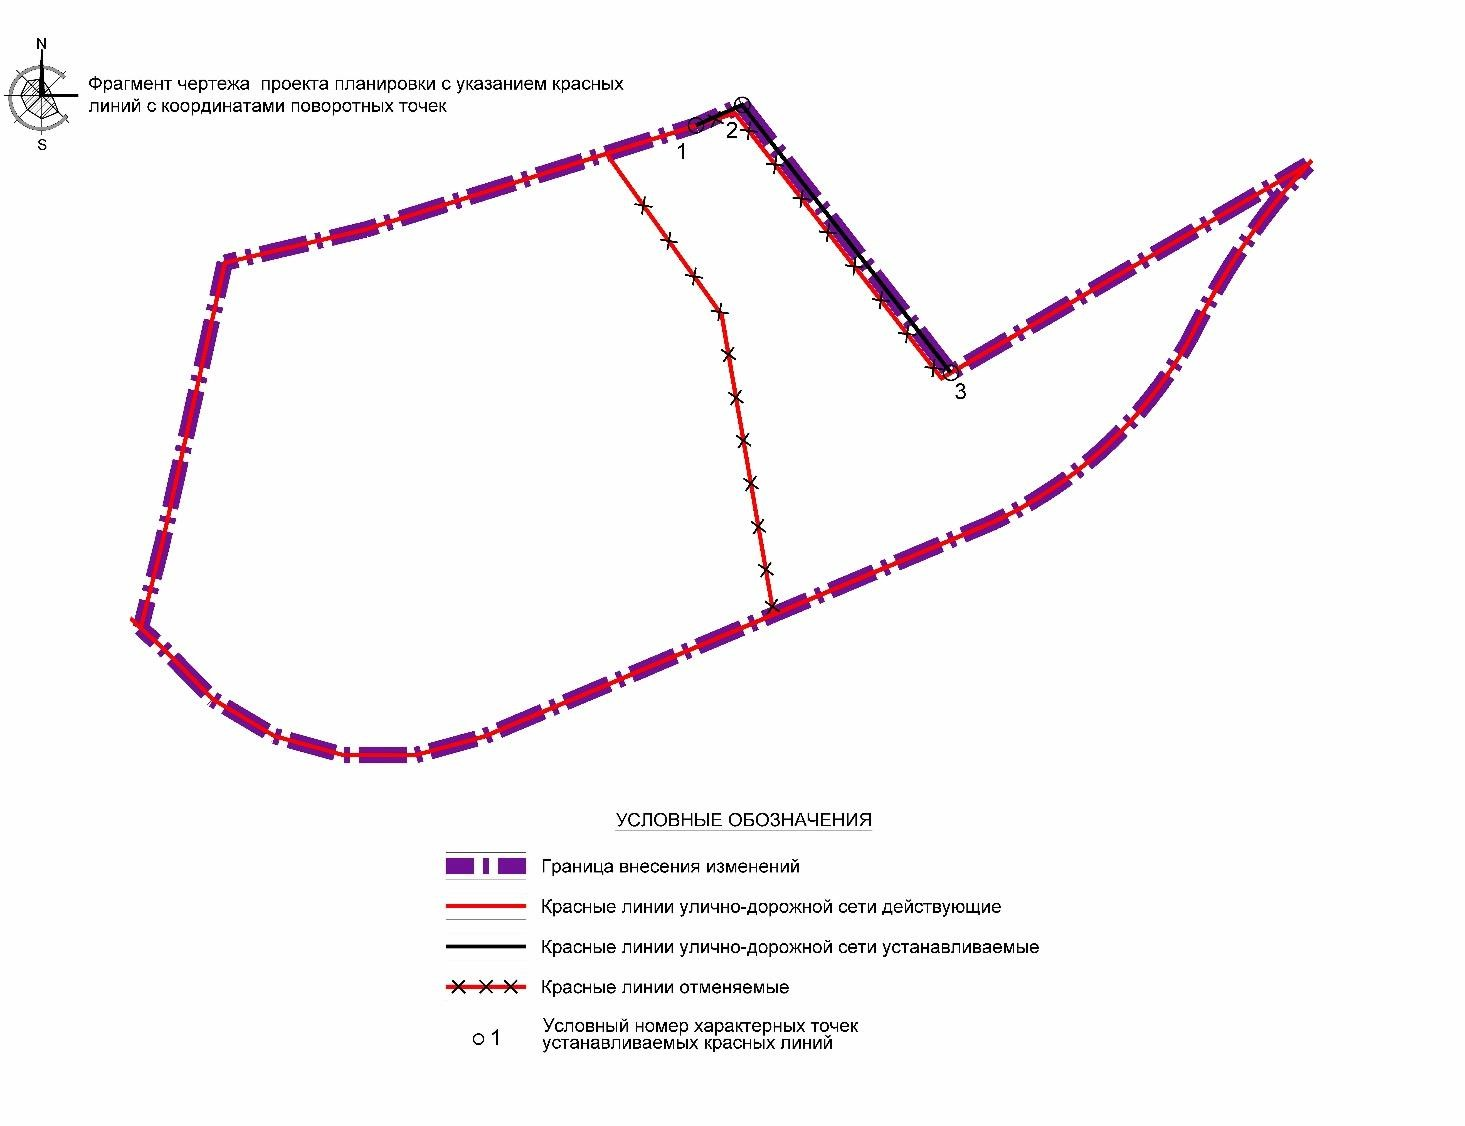 N
S
Фрагмент чертежа проекта планировки с указанием красных
линий с координатами поворотных точек
1
2
3
УСЛОВНЫЕ ОБОЗНАЧЕНИЯ
Граница внесения изменений
Красные линии улично-дорожной сети действующие
Красные линии улично-дорожной сети устанавливаемые
Красные линии отменяемые
1
Условный номер характерных точек
устанавливаемых красных линий